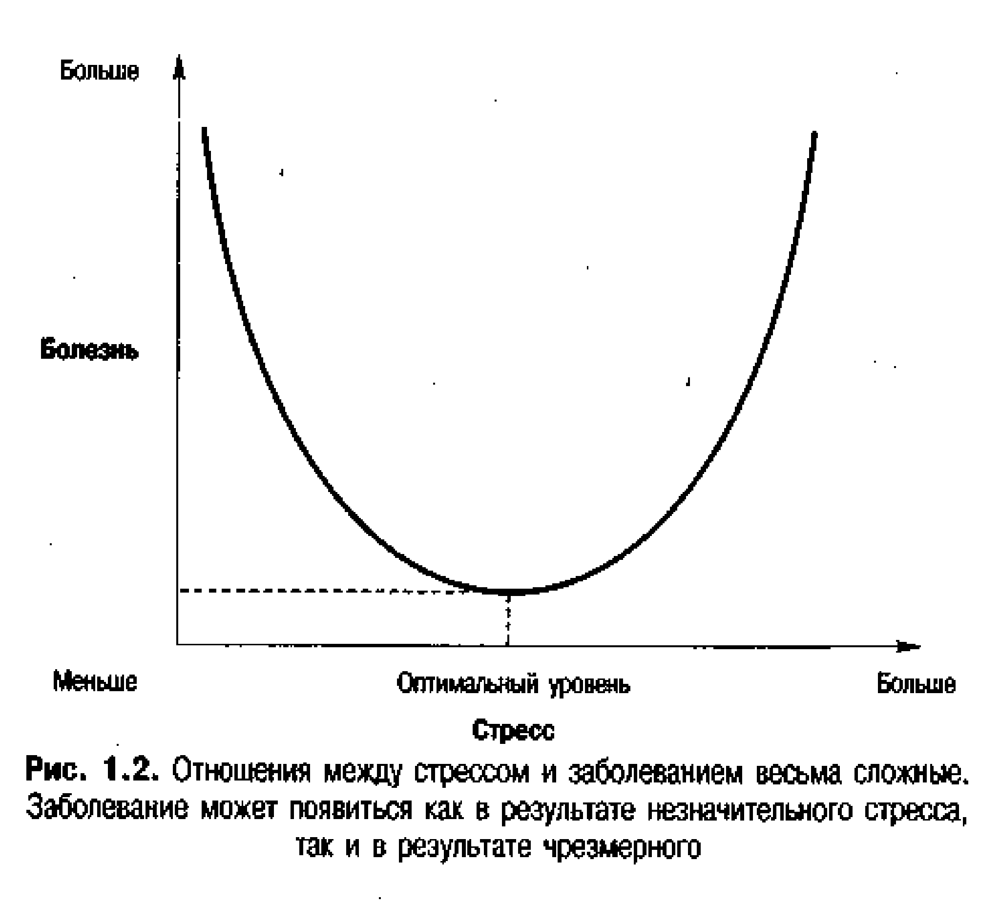 Больше
Болезнь
Меньше Оптимальный уровень Больше
Стресс
Рис. 1.2. Отношения между стрессом и заболеванием весьма сложные.
Заболевание может появиться как в результате незначительного стресса,
так и в результате чрезмерного